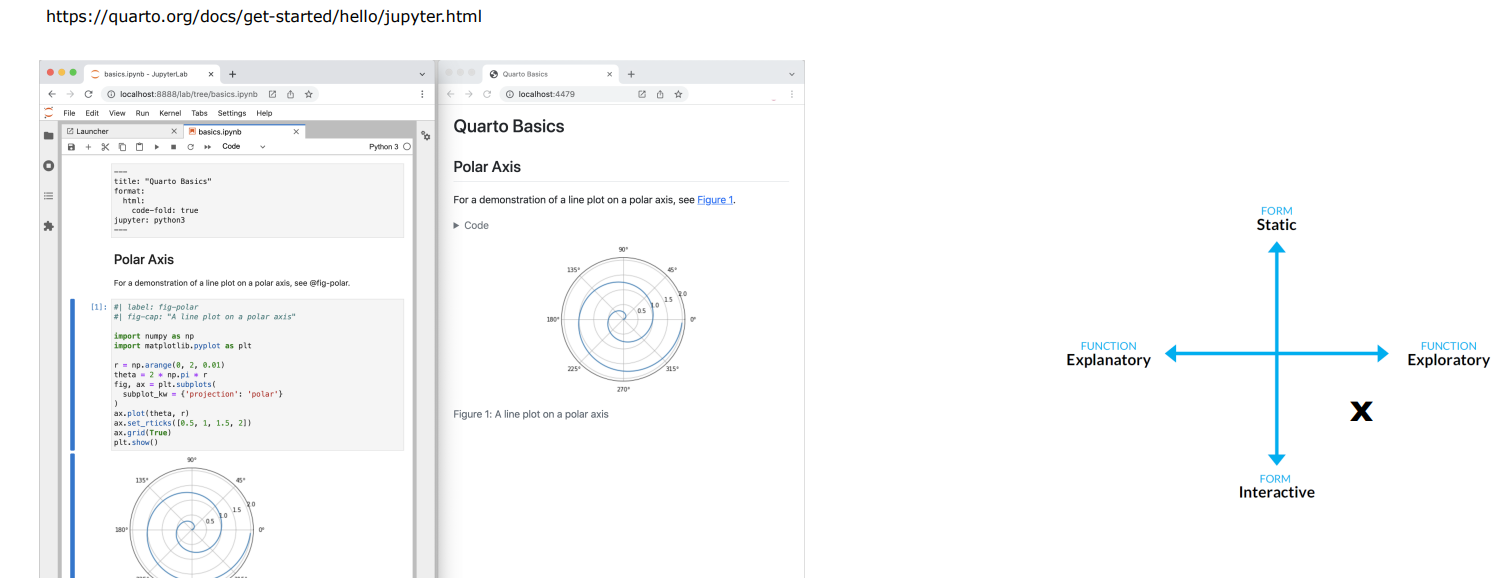 https://quarto.org/docs/get-started/hello/jupyter.html
basics.ipynb - JupyterLab
localhost:8888/lab/tree/basics.ipynb
File Edit View Run Kernel Tabs Settings Help
Launcher
basics.ipynb
Code
Python 3
---
title: "Quarto Basics"
format:
  html:
    code-fold: true
jupyter: python3
---
Polar Axis
For a demonstration of a line plot on a polar axis, see @fig-polar.
[1]:
#| label: fig-polar
#| fig-cap: "A line plot on a polar axis"
import numpy as np
import matplotlib.pyplot as plt
r = np.arange(0, 2, 0.01)
theta = 2 * np.pi * r
fig, ax = plt.subplots(
  subplot_kw = {'projection': 'polar'}
)
ax.plot(theta, r)
ax.set_rticks([0.5, 1, 1.5, 2])
ax.grid(True)
plt.show()
90°
135° 45°
2.0
1.5
1.0
0.5
180° 0°
Quarto Basics
localhost:4479
Quarto Basics
Polar Axis
For a demonstration of a line plot on a polar axis, see Figure 1.
Code
90°
135° 45°
2.0
1.5
1.0
0.5
180° 0°
225° 315°
270°
Figure 1: A line plot on a polar axis
FORM
Static
FUNCTION
Explanatory
FUNCTION
Exploratory
x
FORM
Interactive